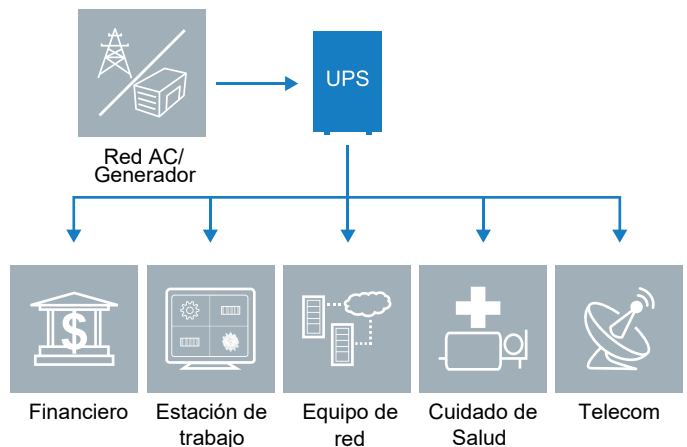 UPS
Red AC/
Generador
$
Financiero
Estación de
trabajo
Equipo de
red
Cuidado de
Salud
Telecom